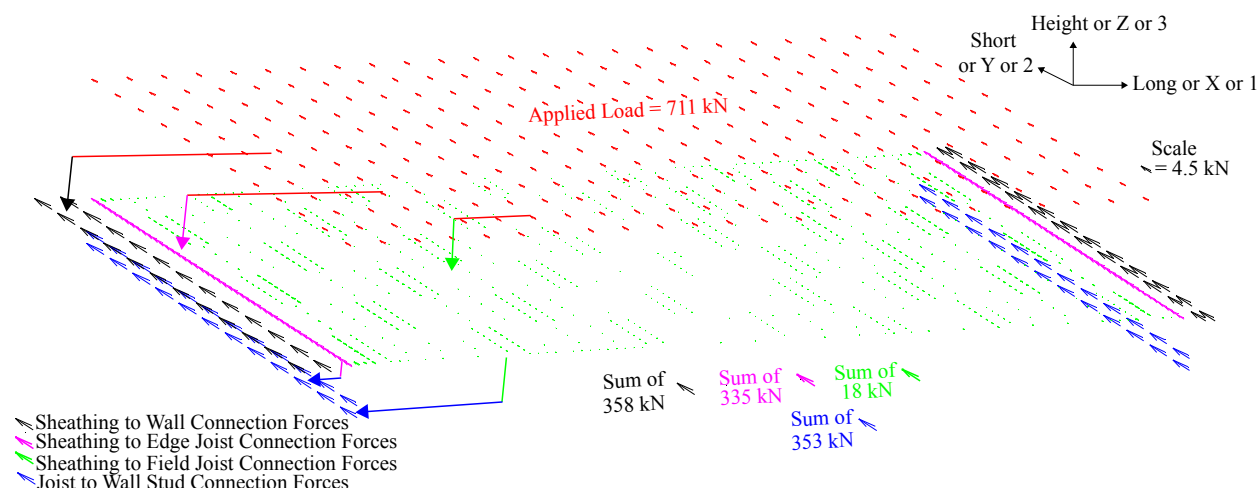 Height or Z or 3
Short
or Y or 2
Long or X or 1
Applied Load = 711 kN
Scale
= 4.5 kN
Sum of
358 kN
Sum of
335 kN
Sum of
18 kN
Sum of
353 kN
Sheathing to Wall Connection Forces
Sheathing to Edge Joist Connection Forces
Sheathing to Field Joist Connection Forces
Joist to Wall Stud Connection Forces